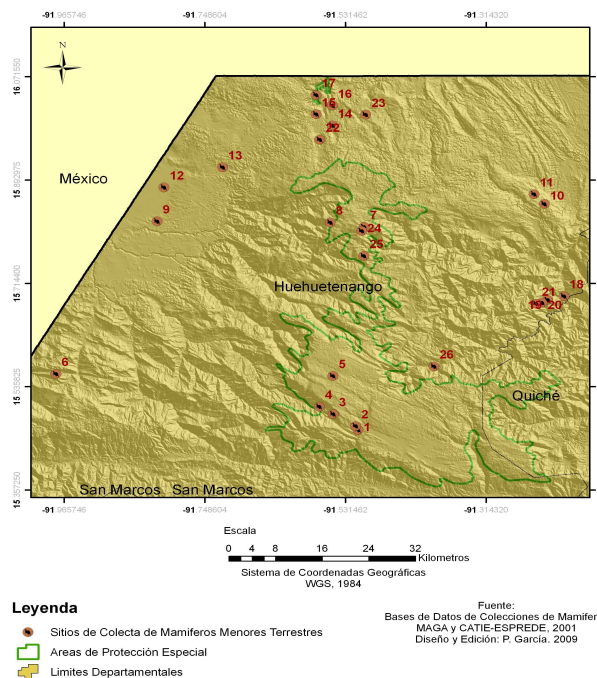 -91.965746 -91.748604 -91.531461 -91.314320
N
16.071550
17
16
15 14 23
22
15.892975
México
13
12
11
10
9
8 7
24
25
15.714400
Huehuetenango
18
21
19 20
26
6
5
15.535825
Quiché
4
3
2
1
15.357250
San Marcos San Marcos
-91.965746 -91.748604 -91.531461 -91.314320
Escala
0 4 8 16 24 32
Kilometros
Sistema de Coordenadas Geográficas
WGS, 1984
Leyenda
Sitios de Colecta de Mamiferos Menores Terrestres
Areas de Protección Especial
Limites Departamentales
Fuente:
Bases de Datos de Colecciones de Mamifer
MAGA y CATIE-ESPREDE, 2001
Diseño y Edición: P. García. 2009